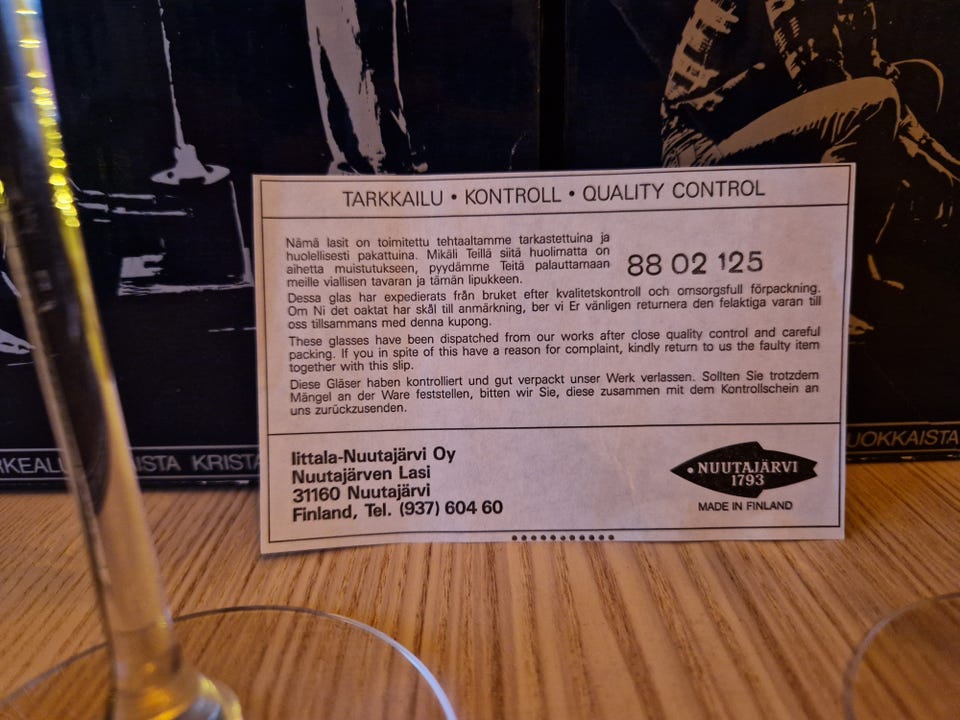 TARKKAILU • KONTROLL • QUALITY CONTROL
Nämä lasit on toimitettu tehtaaltamme tarkastettuina ja
huolellisesti pakattuina. Mikäli Teillä siitä huolimatta on
aihetta muistutukseen, pyydämme Teitä palauttamaan
meille viallisen tavaran ja tämän lipukkeen.
88 02 125
Dessa glas har expedierats från bruket efter kvalitetskontroll och omsorgsfull förpackning.
Om Ni det oaktat har skäl till anmärkning, ber vi Er vänligen returnera den felaktiga varan till
oss tillsammans med denna kupong.
These glasses have been dispatched from our works after close quality control and careful
packing. If you in spite of this have a reason for complaint, kindly return to us the faulty item
together with this slip.
Diese Gläser haben kontrolliert und gut verpackt unser Werk verlassen. Sollten Sie trotzdem
Mängel an der Ware feststellen, bitten wir Sie, diese zusammen mit dem Kontrollschein an
uns zurückzusenden.
Iittala-Nuutajärvi Oy
Nuutajärven Lasi
31160 Nuutajärvi
Finland, Tel. (937) 604 60
• NUUTAJÄRVI
1793
MADE IN FINLAND